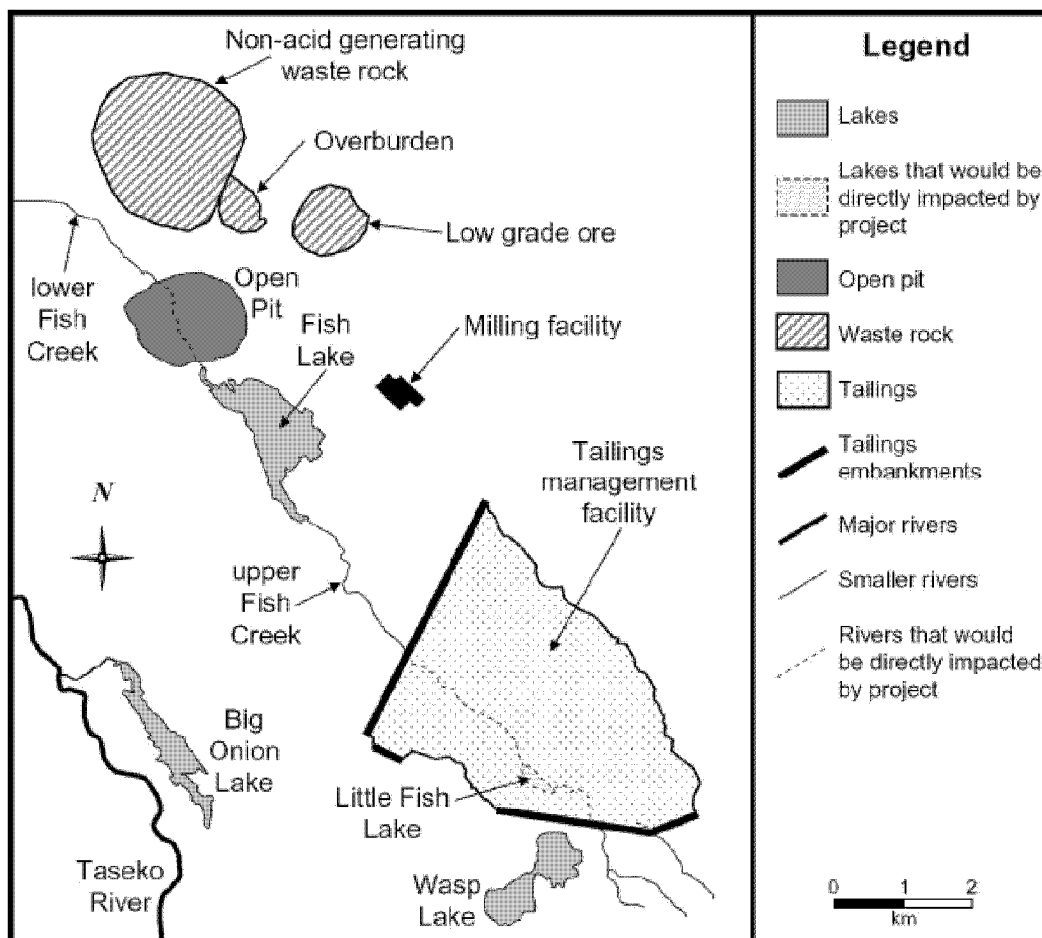 Non-acid generating
waste rock
Overburden
Low grade ore
lower
Fish
Creek
Open
Pit
Fish
Lake
Milling facility
Tailings
management
facility
N
upper
Fish
Creek
Big
Onion
Lake
Little Fish
Lake
Taseko
River
Wasp
Lake
Legend
Lakes
Lakes that would be
directly impacted by
project
Open pit
Waste rock
Tailings
Tailings
embankments
Major rivers
Smaller rivers
Rivers that would
be directly impacted
by project
0 1 2
km